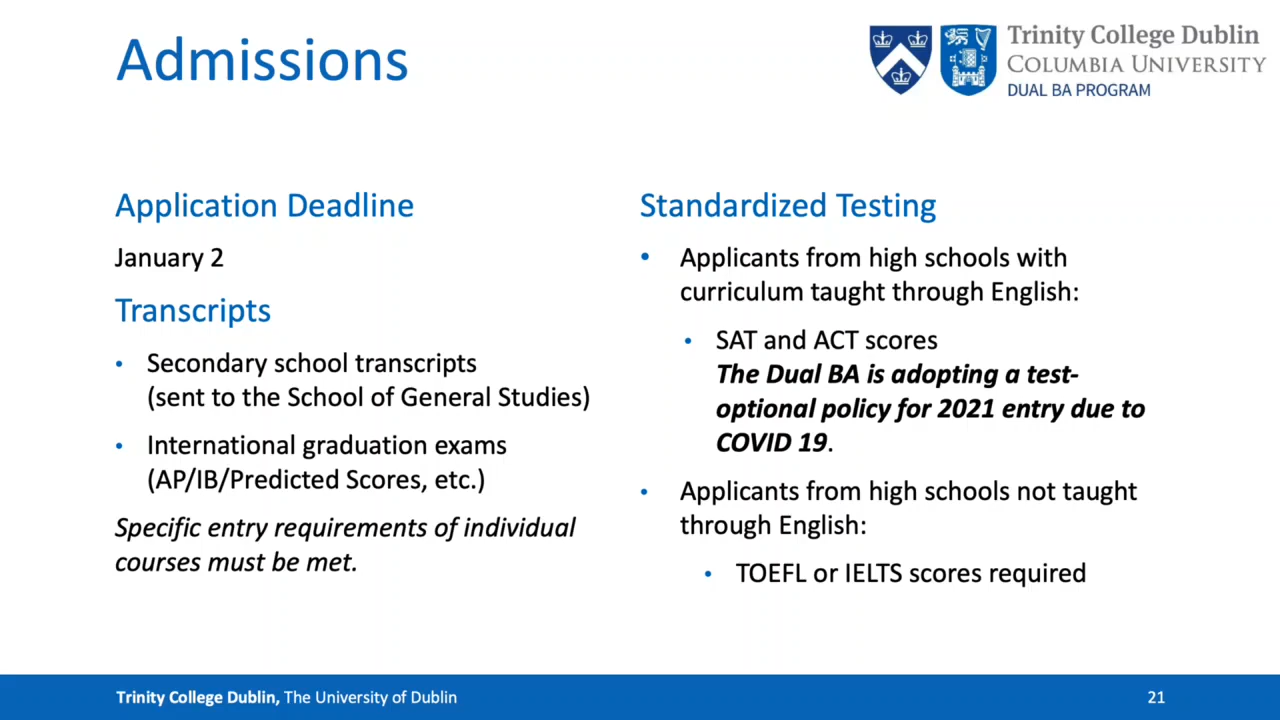 Admissions
Trinity College Dublin
COLUMBIA UNIVERSITY
DUAL BA PROGRAM
Application Deadline
January 2
Transcripts
• Secondary school transcripts
(sent to the School of General Studies)
• International graduation exams
(AP/IB/Predicted Scores, etc.)
Specific entry requirements of individual
courses must be met.
Standardized Testing
• Applicants from high schools with
curriculum taught through English:
• SAT and ACT scores
The Dual BA is adopting a test-
optional policy for 2021 entry due to
COVID 19.
• Applicants from high schools not taught
through English:
• TOEFL or IELTS scores required
Trinity College Dublin, The University of Dublin
21